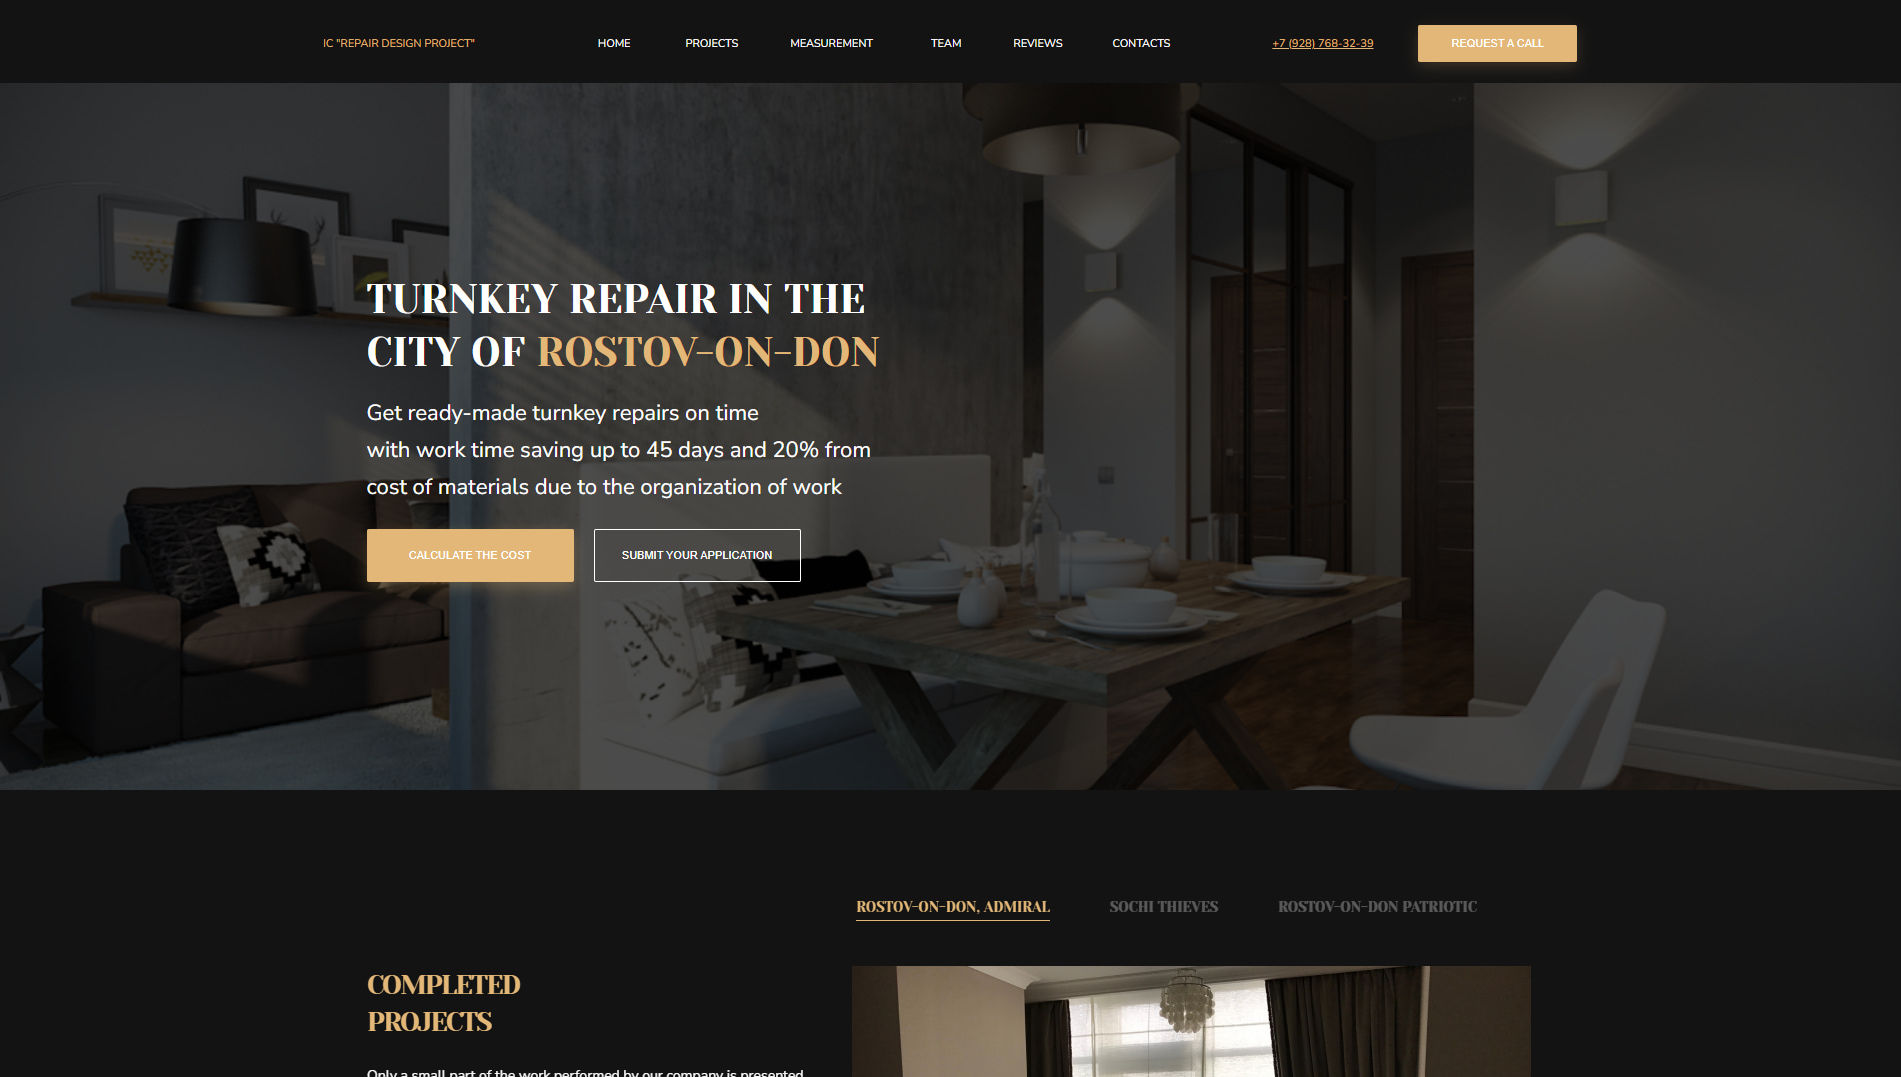 IC "REPAIR DESIGN PROJECT"
HOME
PROJECTS
MEASUREMENT
TEAM
REVIEWS
CONTACTS
+7 (928) 768-32-39
REQUEST A CALL
TURNKEY REPAIR IN THE
CITY OF ROSTOV-ON-DON
Get ready-made turnkey repairs on time
with work time saving up to 45 days and 20% from
cost of materials due to the organization of work
CALCULATE THE COST
SUBMIT YOUR APPLICATION
ROSTOV-ON-DON, ADMIRAL
SOCHI THIEVES
ROSTOV-ON-DON PATRIOTIC
COMPLETED
PROJECTS
Only a small part of the work performed by our company is presented